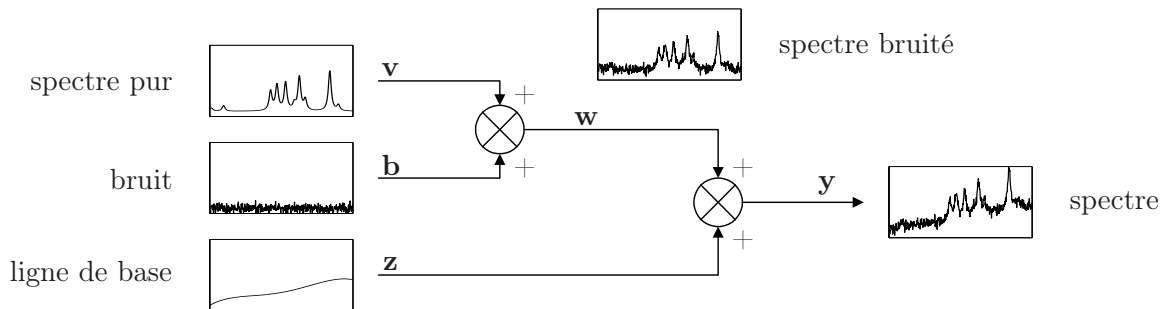 spectre bruité
spectre pur
v
+
w
bruit
b
+
+
y
spectre
+
ligne de base
z